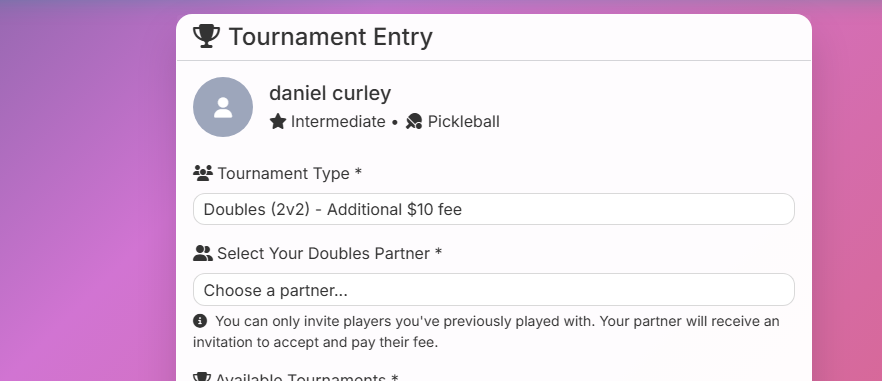 Tournament Entry
daniel curley
Intermediate • Pickleball
Tournament Type *
Doubles (2v2) - Additional $10 fee
Select Your Doubles Partner *
Choose a partner...
You can only invite players you've previously played with. Your partner will receive an
invitation to accept and pay their fee.
Available Tournaments *